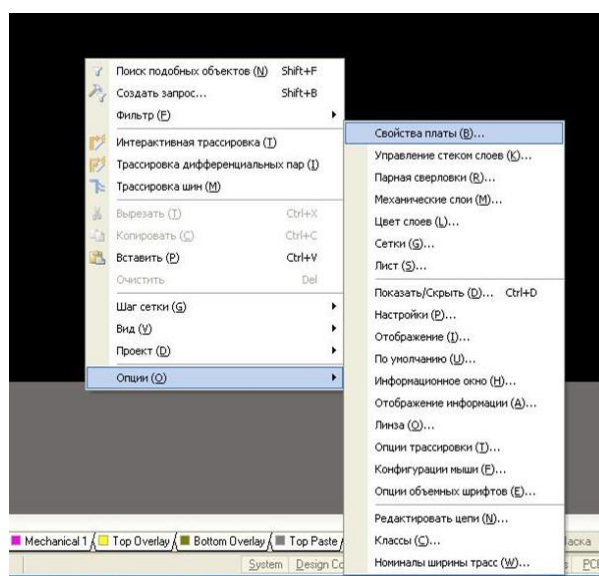 Поиск подобных объектов (N) Shift+F
Создать запрос... Shift+B
Фильтр (F)
Интерактивная трассировка (T)
Трассировка дифференциальных пар (I)
Трассировка шин (M)
Вырезать (T) Ctrl+X
Копировать (C) Ctrl+C
Вставить (P) Ctrl+V
Очистить Del
Шаг сетки (G)
Вид (V)
Проект (D)
Опции (O)
Свойства платы (B)...
Управление стеком слоев (K)...
Парная сверловки (R)...
Механические слои (M)...
Цвет слоев (L)...
Сетки (G)...
Лист (S)...
Показать/Скрыть (D)... Ctrl+D
Настройки (P)...
Отображение (I)...
По умолчанию (U)...
Информационное окно (H)...
Отображение информации (A)...
Линза (O)...
Опции трассировки (T)...
Конфигурации мыши (F)...
Опции объемных шрифтов (E)...
Редактировать цепи (N)...
Классы (C)...
Номиналы ширины трасс (W)...
Mechanical 1 Top Overlay Bottom Overlay Top Paste
System Design